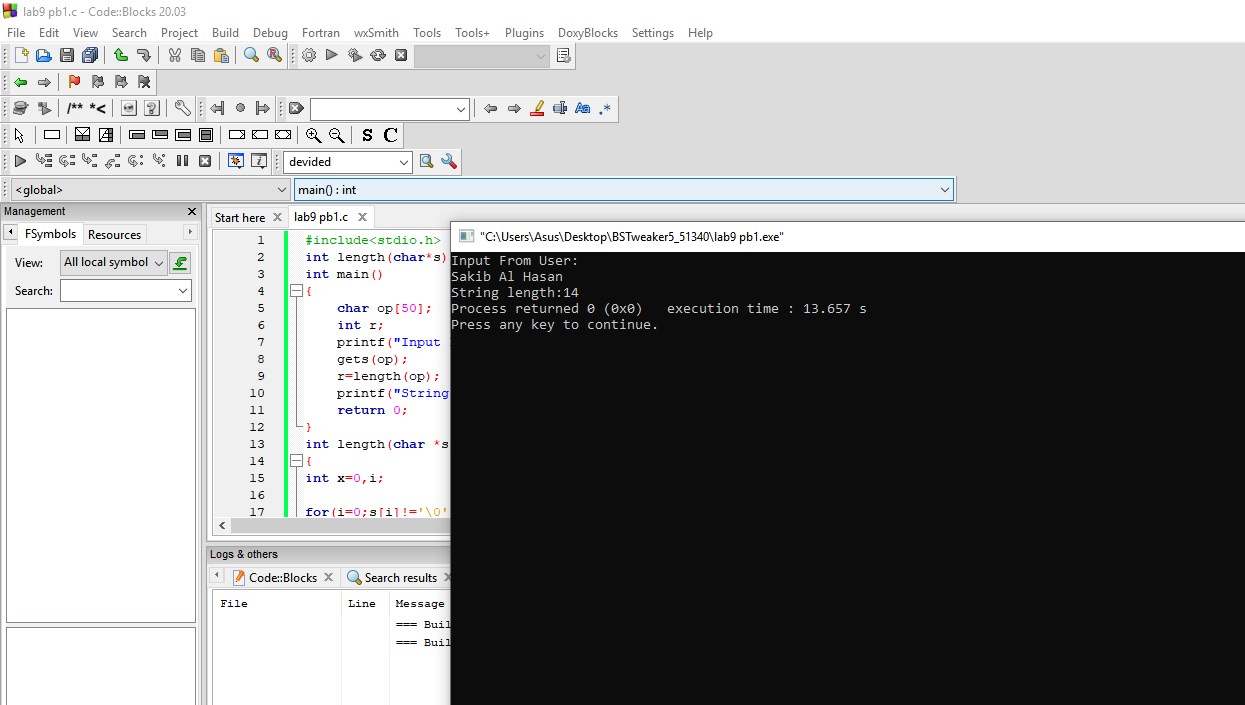 lab9 pb1.c - Code::Blocks 20.03
File Edit View Search Project Build Debug Fortran wxSmith Tools Tools+ Plugins DoxyBlocks Settings Help
/** *<
Aa .*
S C
devided
<global> main() : int
Management
FSymbols Resources
View: All local symbol
Search:
Start here lab9 pb1.c
1 #include<stdio.h>
2 int length(char*s)
3 int main()
4 {
5 char op[50];
6 int r;
7 printf("Input
8 gets(op);
9 r=length(op);
10 printf("String
11 return 0;
12 }
13 int length(char *s
14 {
15 int x=0,i;
16
17 for(i=0;s[i]!='\0'
"C:\Users\Asus\Desktop\BSTweaker5_51340\lab9 pb1.exe"
Input From User:
Sakib Al Hasan
String length:14
Process returned 0 (0x0) execution time : 13.657 s
Press any key to continue.
Logs & others
Code::Blocks Search results
File Line Message
=== Buil
=== Buil